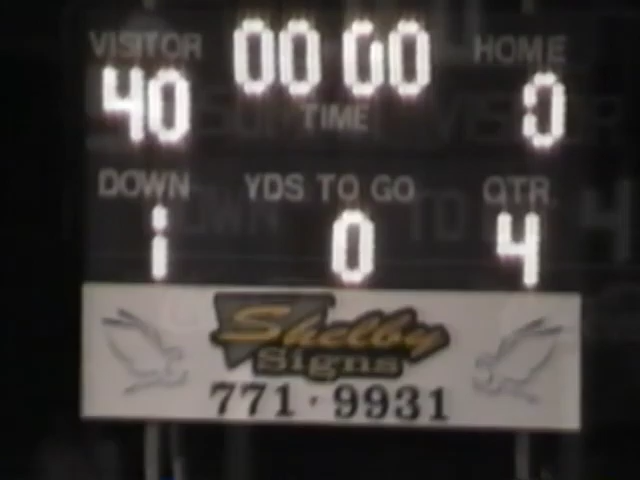 VISITOR 00 00 HOME
40 TIME 0
DOWN YDS TO GO QTR
1 0 4
Shelby
Signs
771·9931